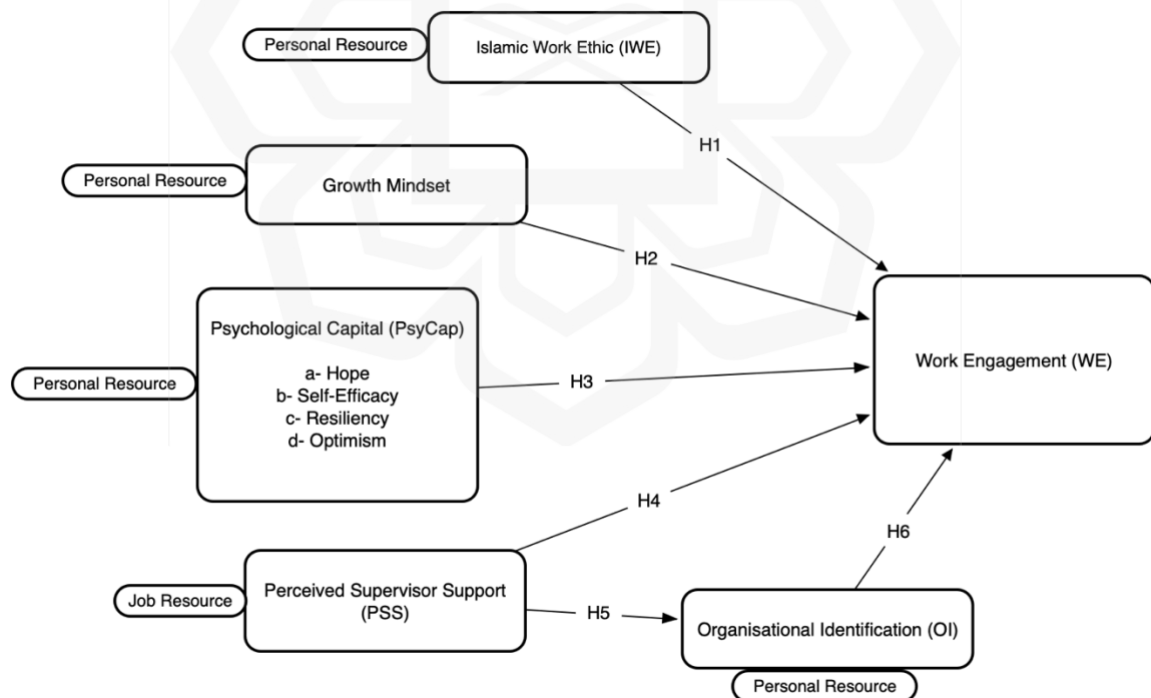 Personal Resource
Islamic Work Ethic (IWE)
H1
Personal Resource
Growth Mindset
H2
Personal Resource
Psychological Capital (PsyCap)
a- Hope
b- Self-Efficacy
c- Resiliency
d- Optimism
H3
Work Engagement (WE)
H4
Job Resource
Perceived Supervisor Support
(PSS)
H5
H6
Organisational Identification (OI)
Personal Resource